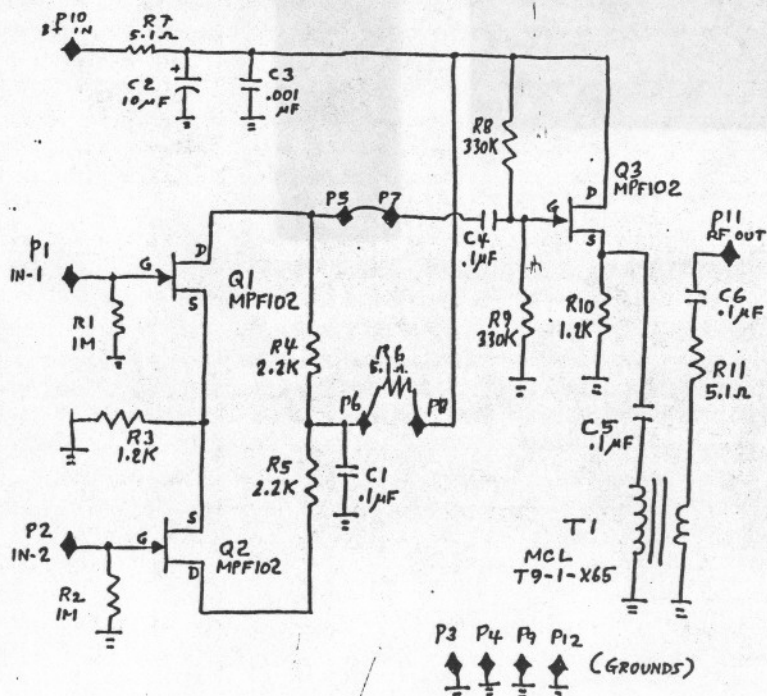 P10
B+ IN
R7
5.1Ω
C2
10µF
+
C3
.001
µF
R8
330K
Q3
MPF102
D
G
S
P5
P7
C4
.1µF
P11
RF OUT
P1
IN-1
G
D
S
Q1
MPF102
R1
1M
R4
2.2K
R6
5.1Ω
P6
P8
R9
330K
R10
1.2K
C6
.1µF
R11
5.1Ω
R3
1.2K
R5
2.2K
C1
.1µF
C5
.1µF
P2
IN-2
G
S
D
Q2
MPF102
R2
1M
T1
MCL
T9-1-X65
P3 P4 P9 P12
(GROUNDS)